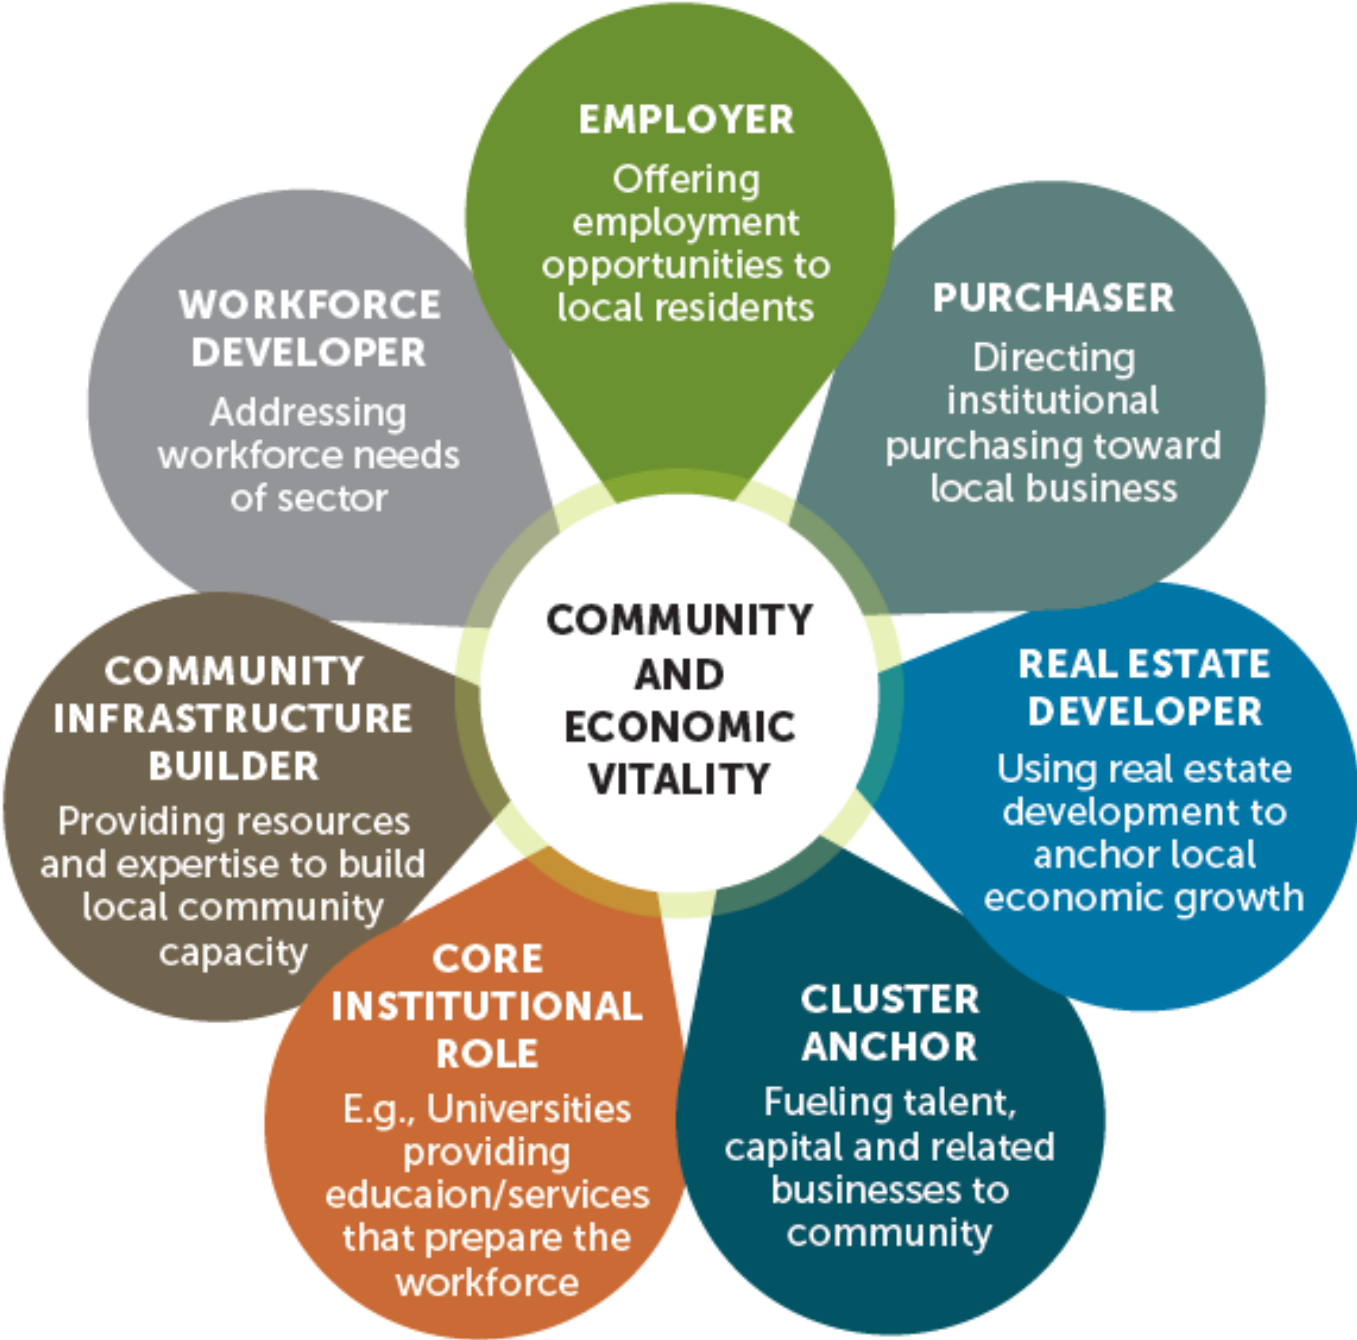 EMPLOYER
Offering
employment
opportunities to
local residents
PURCHASER
Directing
institutional
purchasing toward
local business
REAL ESTATE
DEVELOPER
Using real estate
development to
anchor local
economic growth
CLUSTER
ANCHOR
Fueling talent,
capital and related
businesses to
community
CORE
INSTITUTIONAL
ROLE
E.g., Universities
providing
educaion/services
that prepare the
workforce
COMMUNITY
INFRASTRUCTURE
BUILDER
Providing resources
and expertise to build
local community
capacity
WORKFORCE
DEVELOPER
Addressing
workforce needs
of sector
COMMUNITY
AND
ECONOMIC
VITALITY